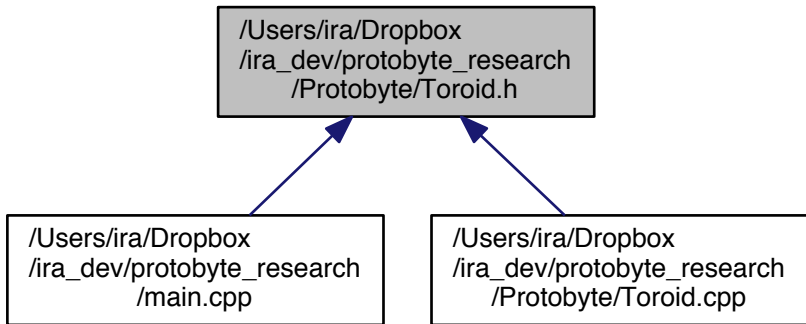 /Users/ira/Dropbox
/ira_dev/protobyte_research
/Protobyte/Toroid.h
/Users/ira/Dropbox
/ira_dev/protobyte_research
/main.cpp
/Users/ira/Dropbox
/ira_dev/protobyte_research
/Protobyte/Toroid.cpp